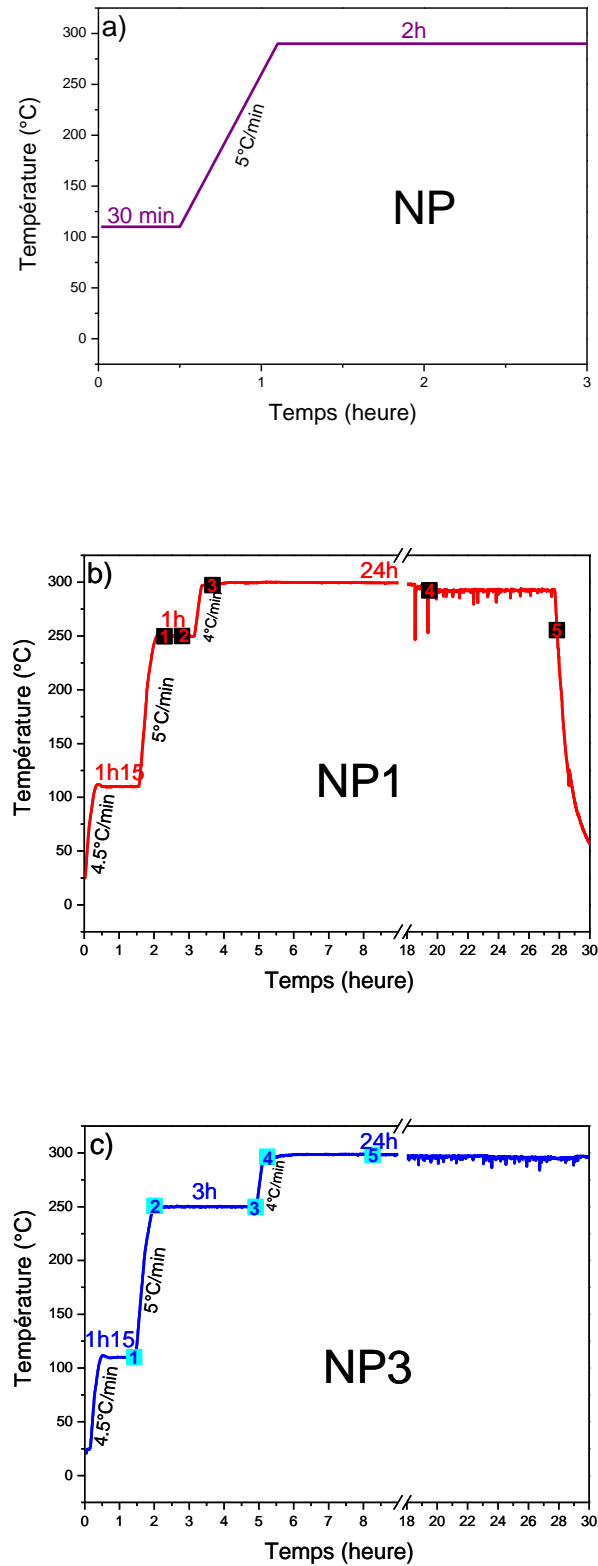 a)
2h
300
250
200
150
100
50
0
Température (°C)
30 min
5°C/min
NP
0
1
2
3
Temps (heure)
b)
24h
300
250
200
150
100
50
0
Température (°C)
4.5°C/min
1h15
5°C/min
1h
4°C/min
1
2
3
4
5
NP1
0 1 2 3 4 5 6 7 8 9 18 20 22 24 26 28 30
Temps (heure)
c)
24h
300
250
200
150
100
50
0
Température (°C)
4.5°C/min
1h15
5°C/min
3h
4°C/min
1
2
3
4
5
NP3
0 1 2 3 4 5 6 8 18 20 22 24 26 28 30
Temps (heure)